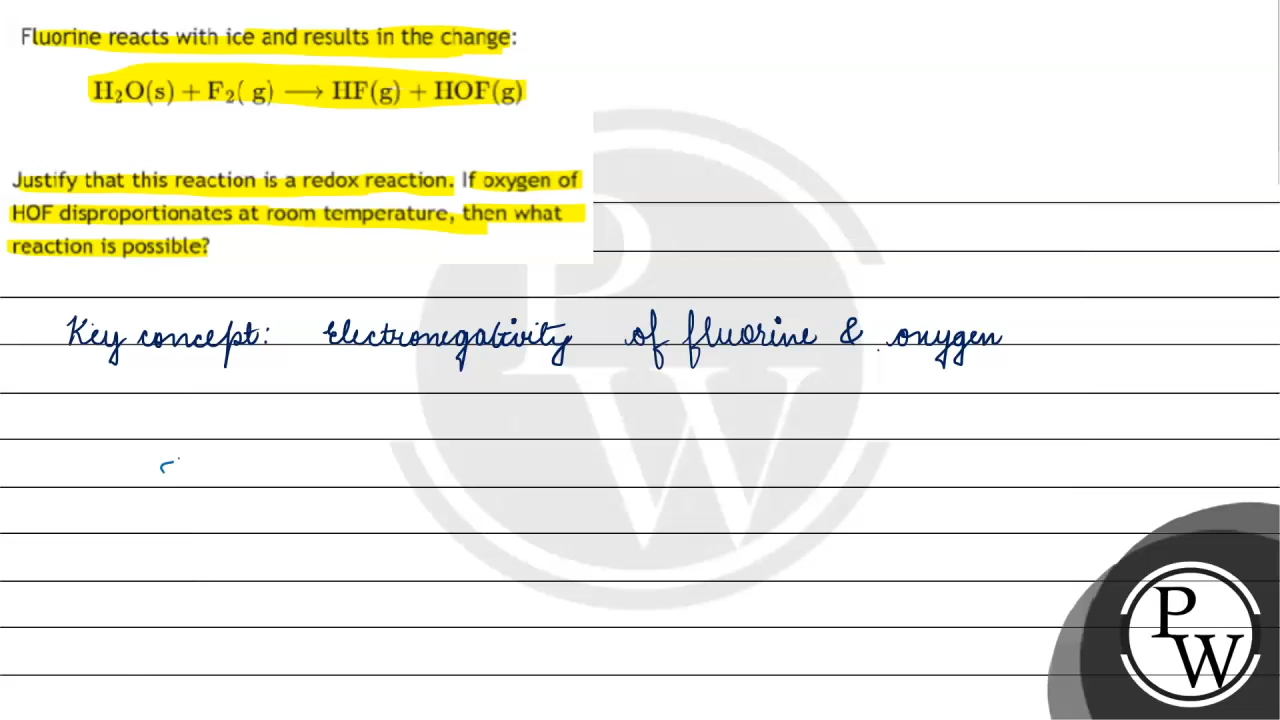 Fluorine reacts with ice and results in the change:
H₂O(s) + F₂( g) ⟶ HF(g) + HOF(g)
Justify that this reaction is a redox reaction. If oxygen of
HOF disproportionates at room temperature, then what
reaction is possible?
Key concept: Electronegativity of fluorine & oxygen
P
W
P
W